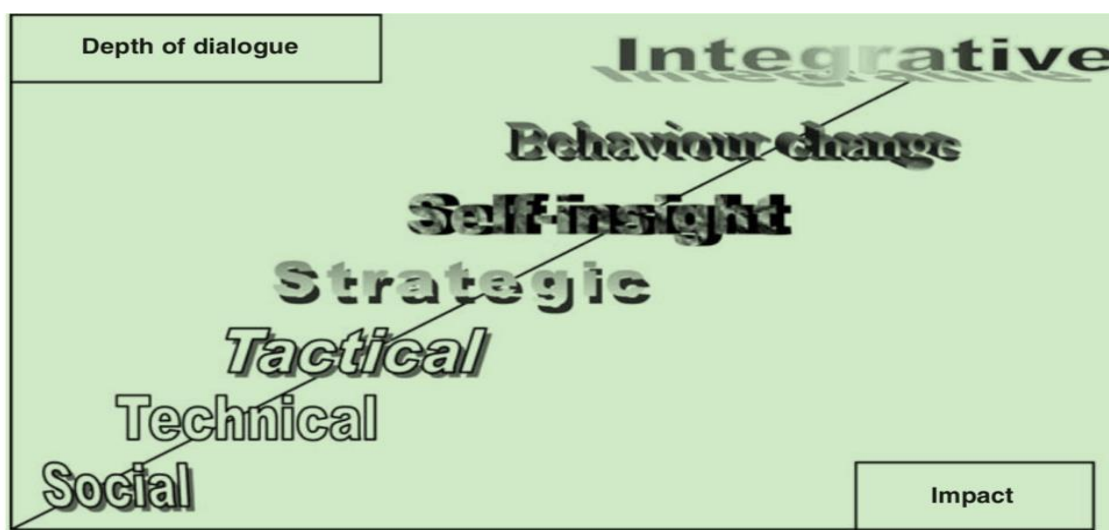 Depth of dialogue
Integrative
Behaviour change
Self-insight
Strategic
Tactical
Technical
Social
Impact